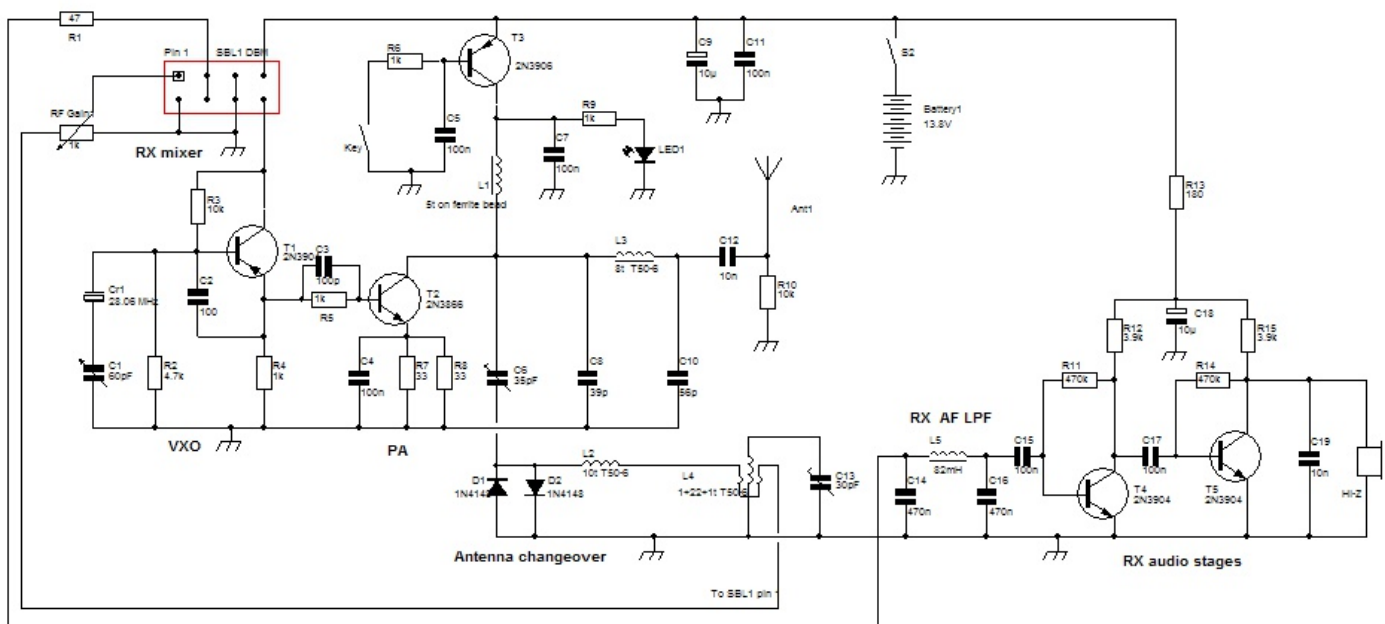 47
R1
Pin 1 SBL1 DBM
RF Gain
1k
RX mixer
R6
1k
T3
2N3906
C5
100n
Key
L1
5t on ferrite bead
C7
100n
R9
1k
LED1
C9
10µ
C11
100n
S2
Battery1
13.8V
R13
180
Ant1
R3
10k
T1
2N3904
C3
100p
1k
R5
T2
2N3866
L3
8t T50-6
C12
10n
R10
10k
Cr1
28.06 MHz
C2
100
C1
60pF
R2
4.7k
R4
1k
C4
100n
R7
33
R8
33
C6
35pF
C8
39p
C10
56p
VXO
PA
D1
1N4148
D2
1N4148
L2
10t T50-6
L4
1+22+1t T50-6
C13
30pF
Antenna changeover
To SBL1 pin
R12
3.9k
C18
10µ
R15
3.9k
R11
470k
R14
470k
RX AF LPF
L5
82mH
C15
100n
C17
100n
C14
470n
C16
470n
T4
2N3904
T5
2N3904
C19
10n
Hi-Z
RX audio stages